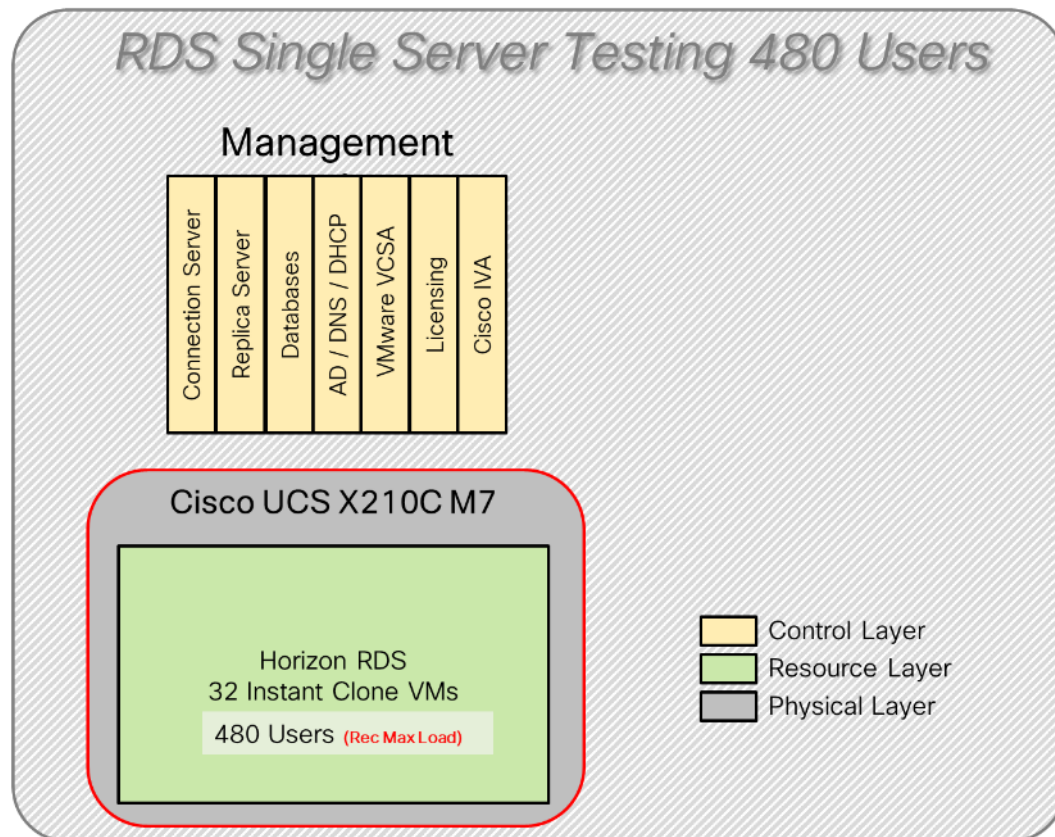 RDS Single Server Testing 480 Users
Management
Connection Server
Replica Server
Databases
AD / DNS / DHCP
VMware VCSA
Licensing
Cisco IVA
Cisco UCS X210C M7
Horizon RDS
32 Instant Clone VMs
480 Users (Rec Max Load)
Control Layer
Resource Layer
Physical Layer